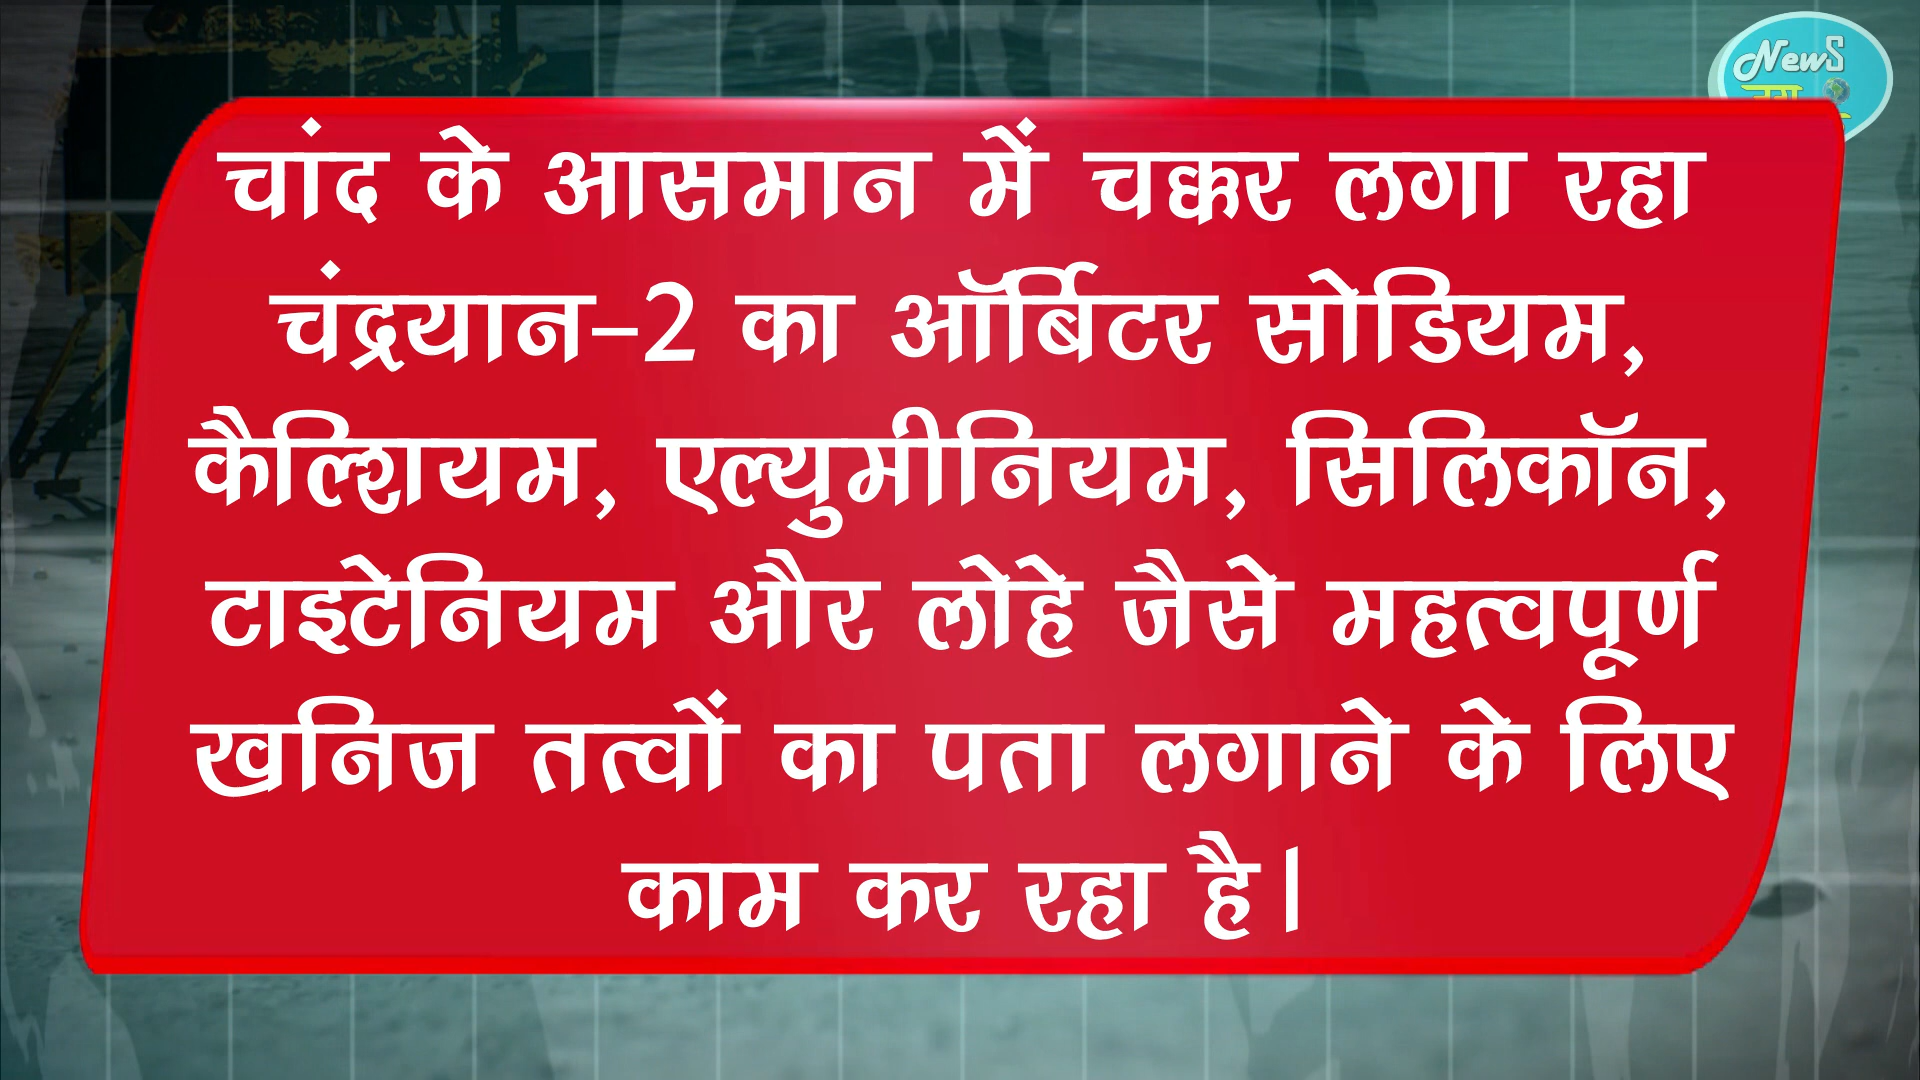 NewS
चांद के आसमान में चक्कर लगा रहा
चंद्रयान-2 का ऑर्बिटर सोडियम,
कैल्शियम, एल्युमीनियम, सिलिकॉन,
टाइटेनियम और लोहे जैसे महत्वपूर्ण
खनिज तत्वों का पता लगाने के लिए
काम कर रहा है।